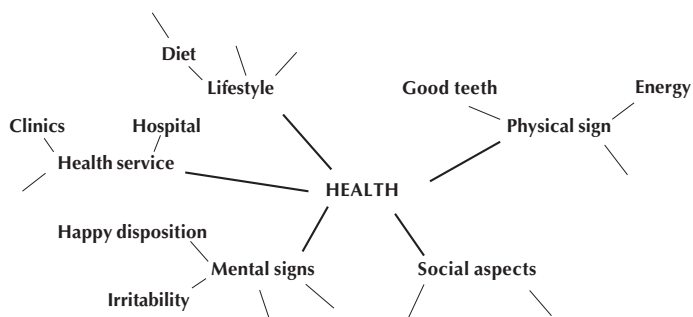 Diet
Lifestyle
Good teeth
Energy
Clinics
Hospital
Physical sign
Health service
HEALTH
Happy disposition
Mental signs
Social aspects
Irritability